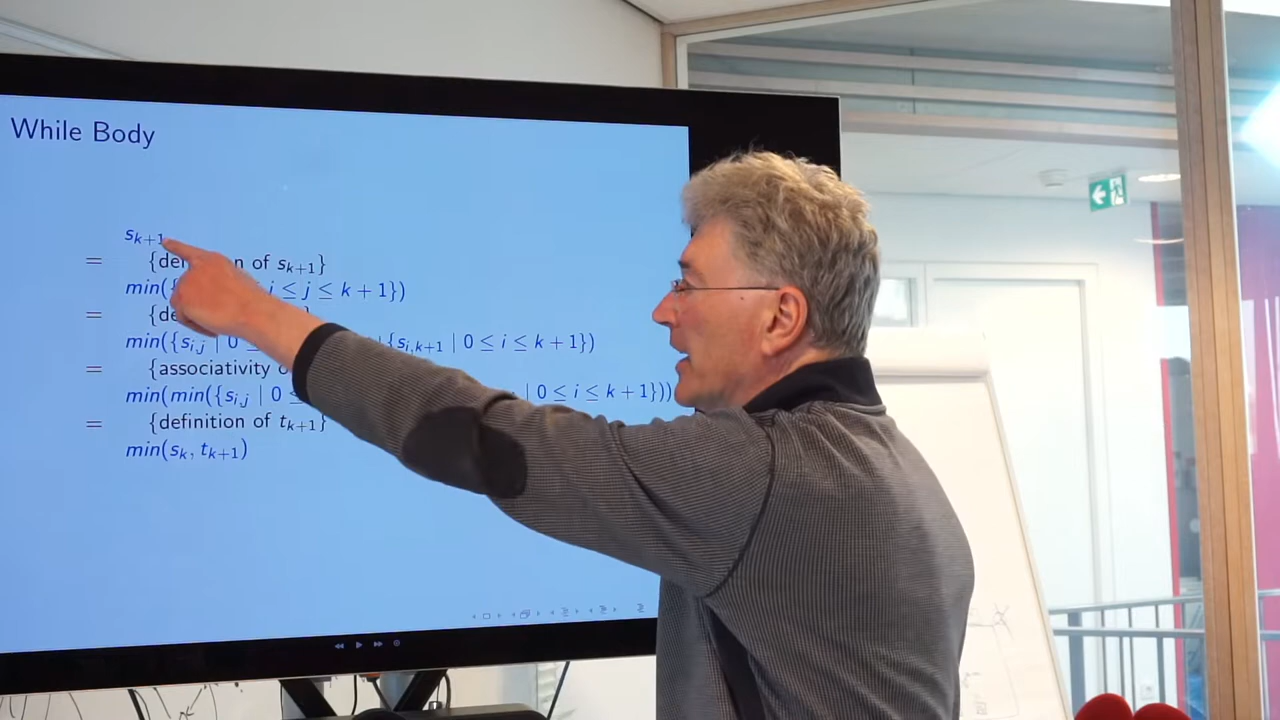 While Body
s_{k+1}
= {de n of s_{k+1}}
min({ i ≤ j ≤ k + 1})
= {de }
min({s_{i,j} | 0 {s_{i,k+1} | 0 ≤ i ≤ k + 1})
= {associativity
min(min({s_{i,j} | 0 ≤ | 0 ≤ i ≤ k + 1}))
= {definition of t_{k+1}}
min(s_k, t_{k+1})